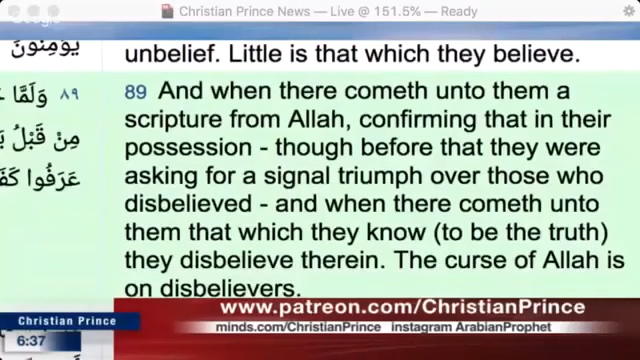 Christian Prince News — Live @ 151.5% — Ready
يُؤْمِنُونَ
unbelief. Little is that which they believe.
٨٩ وَلَمَّا
مِنْ قَبْلُ
عَرَفُوا
89 And when there cometh unto them a
scripture from Allah, confirming that in their
possession - though before that they were
asking for a signal triumph over those who
disbelieved - and when there cometh unto
them that which they know (to be the truth)
they disbelieve therein. The curse of Allah is
on disbelievers.
www.patreon.com/ChristianPrince
Christian Prince
minds.com/ChristianPrince instagram ArabianProphet
6:37